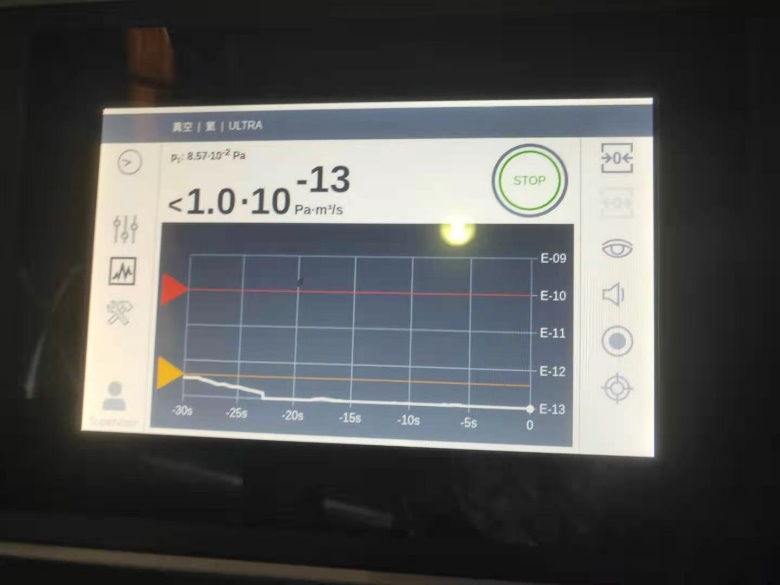 真空 | 氦 | ULTRA
p₁: 8.57·10⁻² Pa
<1.0·10⁻¹³ Pa·m³/s
STOP
→0←
E-09
E-10
E-11
E-12
E-13
-30s -25s -20s -15s -10s -5s 0